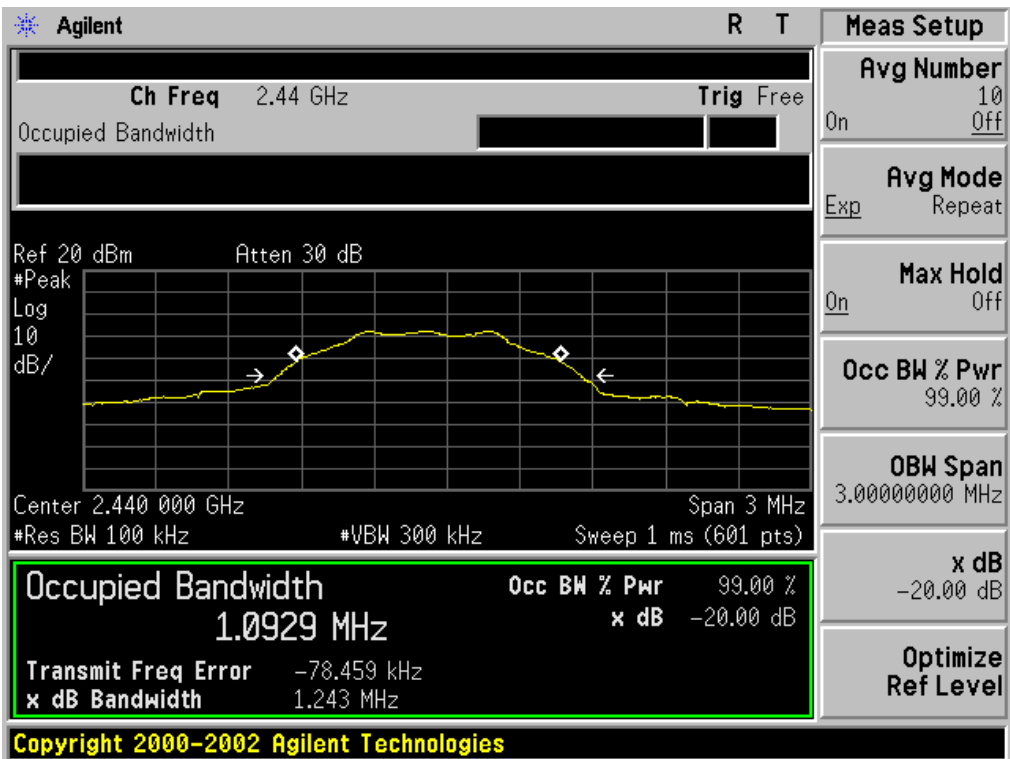 Agilent R T
Ch Freq 2.44 GHz Trig Free
Occupied Bandwidth
Ref 20 dBm Atten 30 dB
#Peak
Log
10
dB/
Center 2.440 000 GHz Span 3 MHz
#Res BW 100 kHz #VBW 300 kHz Sweep 1 ms (601 pts)
Occupied Bandwidth Occ BW % Pwr 99.00 %
1.0929 MHz x dB -20.00 dB
Transmit Freq Error -78.459 kHz
x dB Bandwidth 1.243 MHz
Copyright 2000-2002 Agilent Technologies
Meas Setup
Avg Number
10
On Off
Avg Mode
Exp Repeat
Max Hold
On Off
Occ BW % Pwr
99.00 %
OBW Span
3.00000000 MHz
x dB
-20.00 dB
Optimize
Ref Level